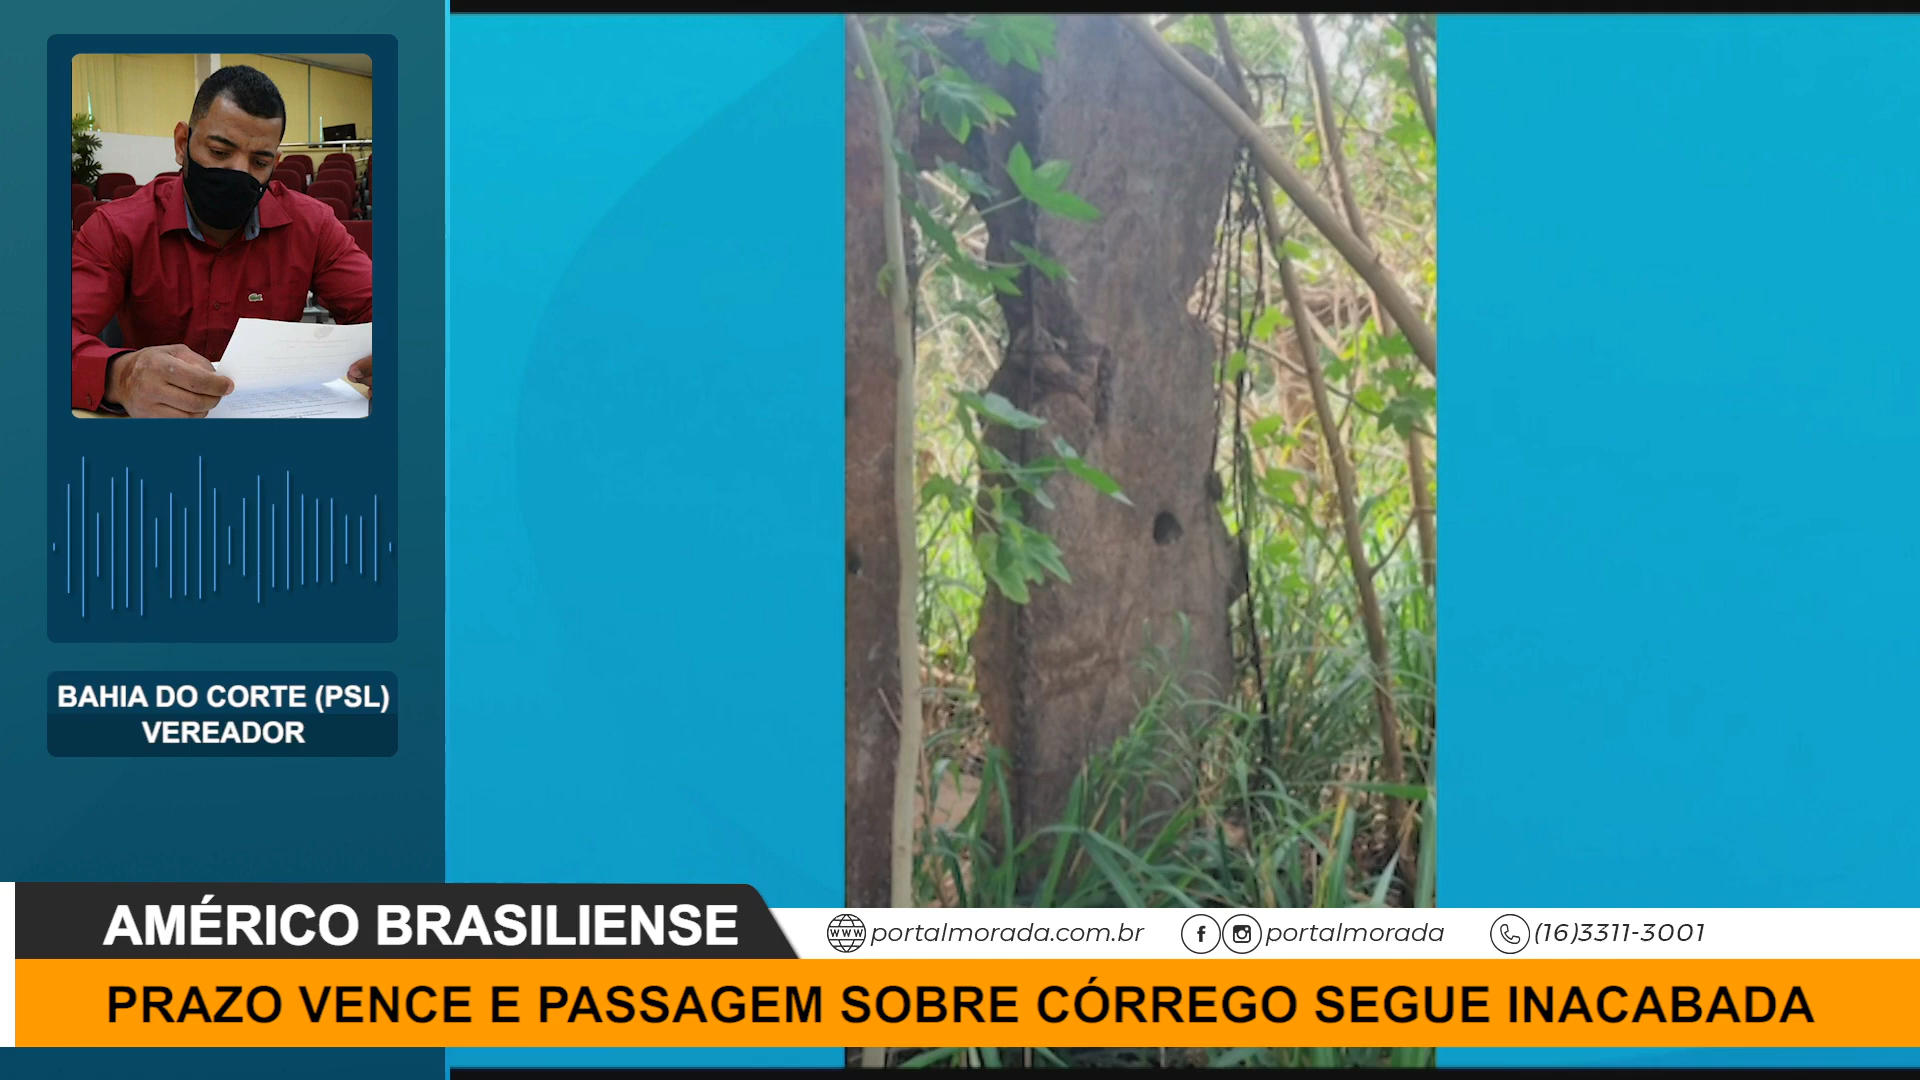 BAHIA DO CORTE (PSL)
VEREADOR
AMÉRICO BRASILIENSE
www portalmorada.com.br
f portalmorada
(16)3311-3001
PRAZO VENCE E PASSAGEM SOBRE CÓRREGO SEGUE INACABADA